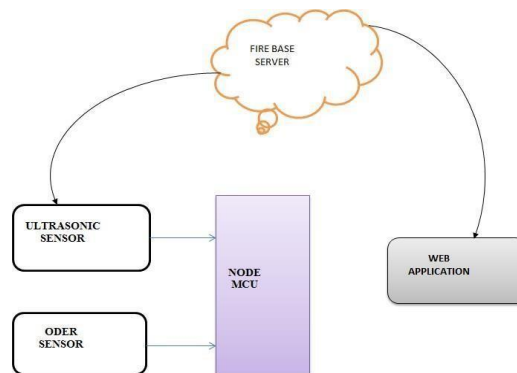 FIRE BASE
SERVER
ULTRASONIC
SENSOR
NODE
MCU
WEB
APPLICATION
ODER
SENSOR